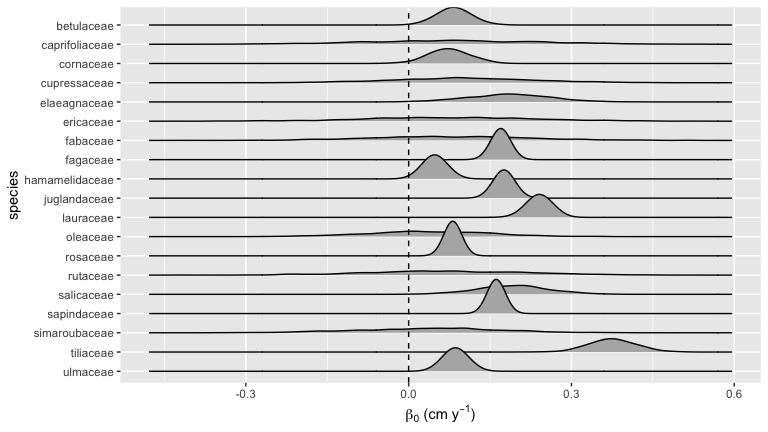 betulaceae
caprifoliaceae
cornaceae
cupressaceae
elaeagnaceae
ericaceae
fabaceae
fagaceae
hamamelidaceae
juglandaceae
lauraceae
oleaceae
rosaceae
rutaceae
salicaceae
sapindaceae
simaroubaceae
tiliaceae
ulmaceae
species
-0.3 0.0 0.3 0.6
β₀ (cm y⁻¹)